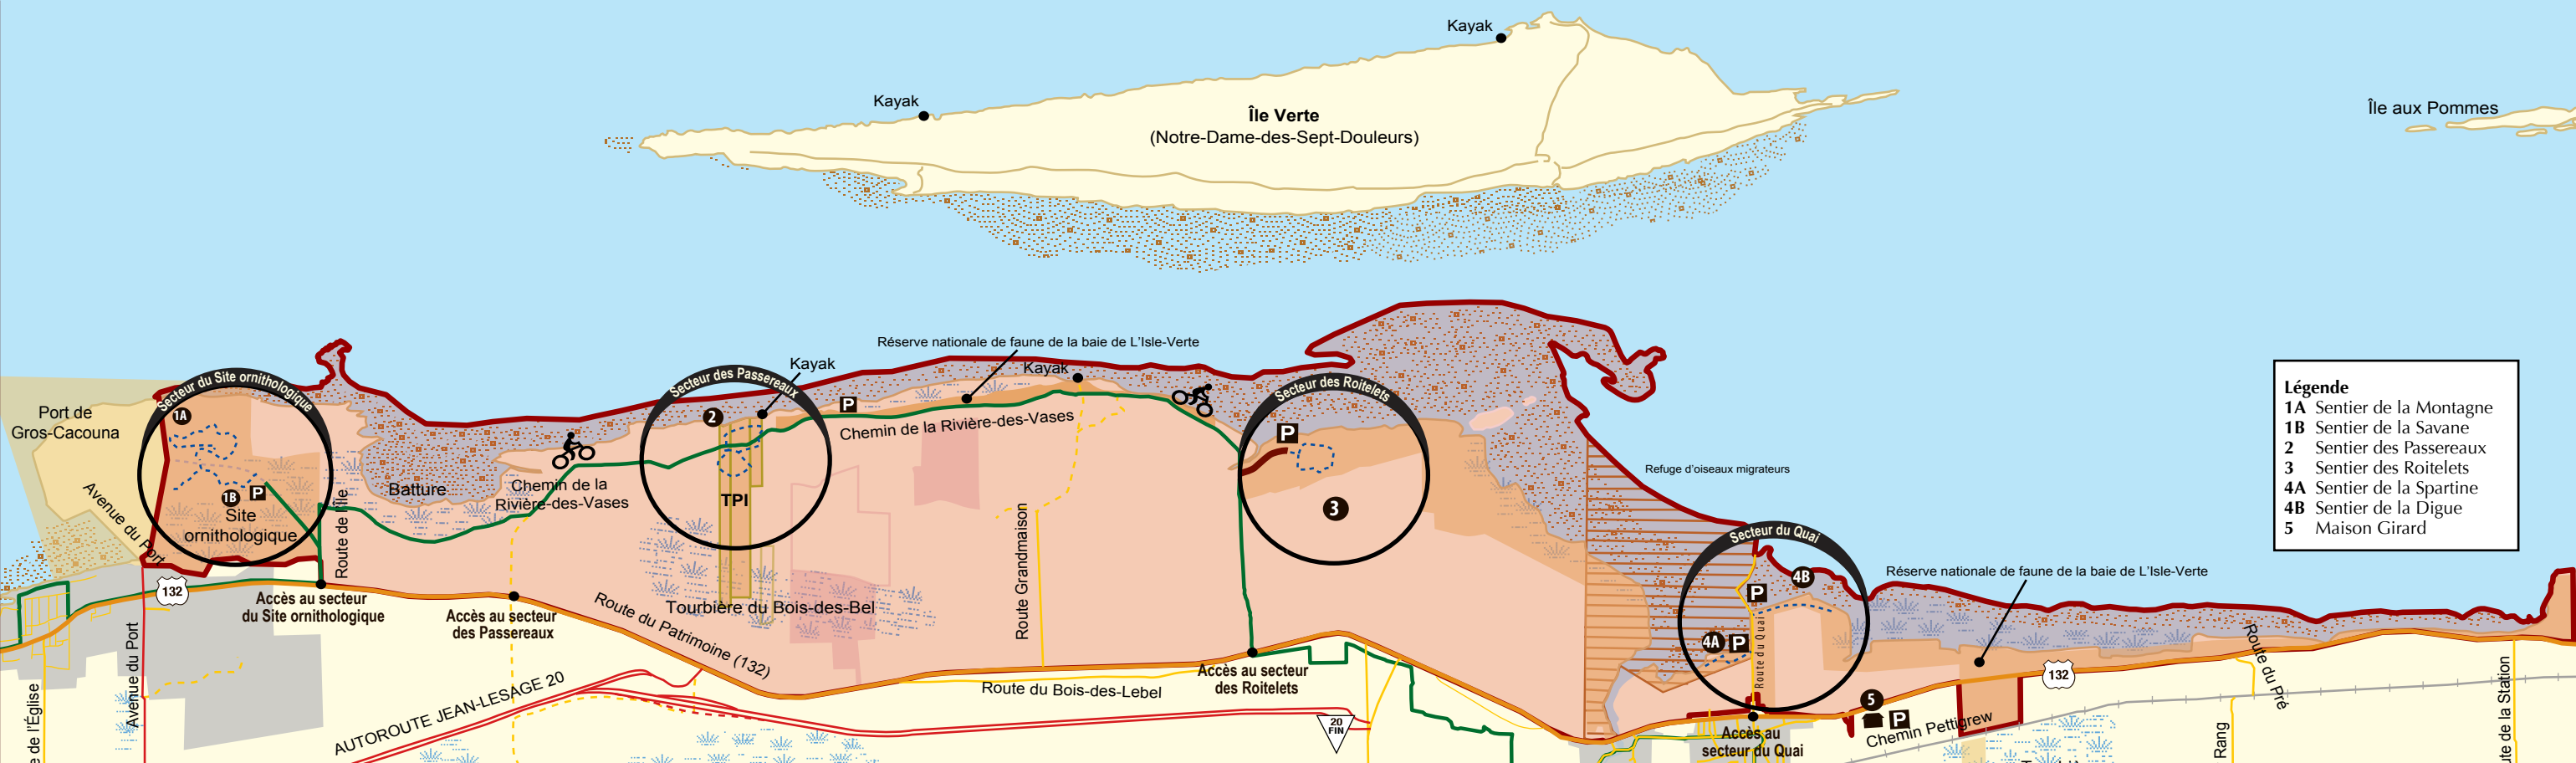 Kayak
Kayak
Île Verte
(Notre-Dame-des-Sept-Douleurs)
Île aux Pommes
Réserve nationale de faune de la baie de L'Isle-Verte
Kayak
Kayak
Port de
Gros-Cacouna
Avenue du Port
Secteur du Site ornithologique
1A
1B
P
Site
ornithologique
Route de l'Île
Batture
Chemin de la
Rivière-des-Vases
Secteur des Passereaux
2
TPI
P
Chemin de la Rivière-des-Vases
Tourbière du Bois-des-Bel
Route Grandmaison
Secteur des Roitelets
P
3
Refuge d'oiseaux migrateurs
Secteur du Quai
4B
P
4A
P
Route du Quai
Réserve nationale de faune de la baie de L'Isle-Verte
Légende
1A Sentier de la Montagne
1B Sentier de la Savane
2 Sentier des Passereaux
3 Sentier des Roitelets
4A Sentier de la Spartine
4B Sentier de la Digue
5 Maison Girard
132
Accès au secteur
du Site ornithologique
Accès au secteur
des Passereaux
Route du Patrimoine (132)
Accès au secteur
des Roitelets
Route du Bois-des-Lebel
AUTOROUTE JEAN-LESAGE 20
20
FIN
Avenue du Port
e de l'Église
Accès au
secteur du Quai
5
P
Chemin Pettigrew
132
Route du Pré
Rang
te de la Station